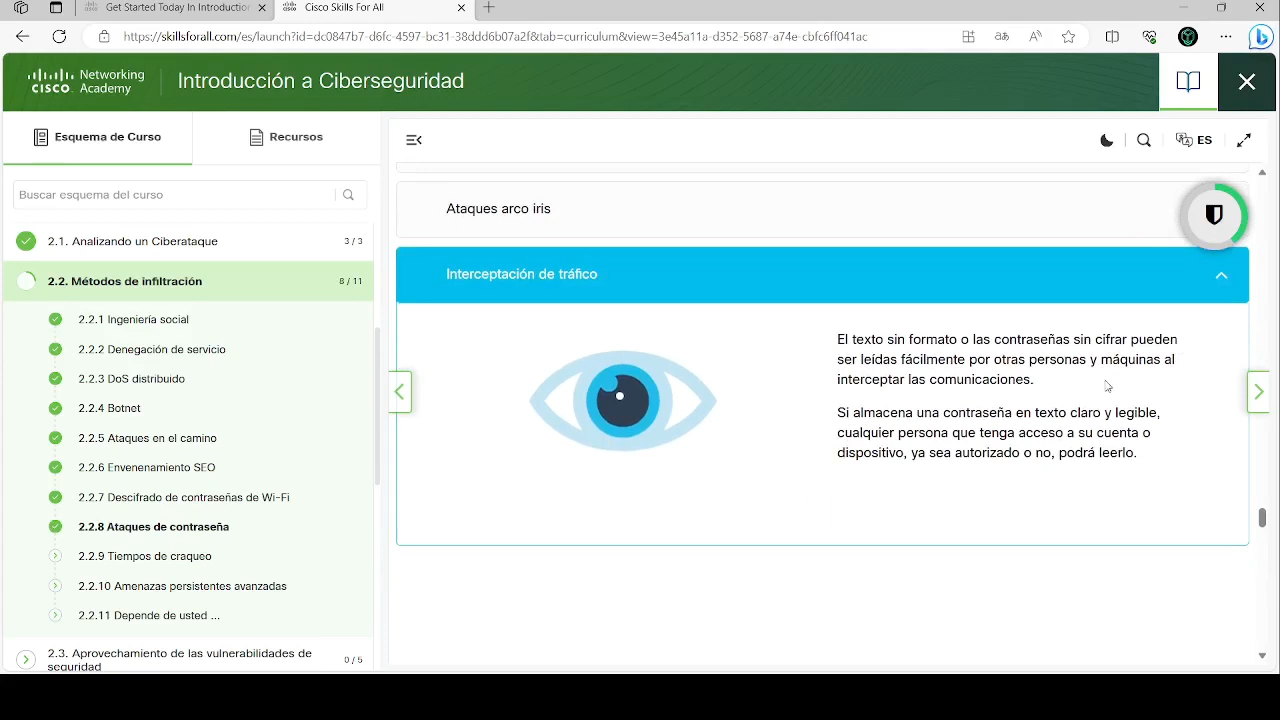 Get Started Today In Introduction
Cisco Skills For All
https://skillsforall.com/es/launch?id=dc0847b7-d6fc-4597-bc31-38ddd6b07a2f&tab=curriculum&view=3e45a11a-d352-5687-a74e-cbfc6ff041ac
Networking
CISCO Academy
Introducción a Ciberseguridad
Esquema de Curso
Recursos
ES
Buscar esquema del curso
2.1. Analizando un Ciberataque 3 / 3
2.2. Métodos de infiltración 8 / 11
2.2.1 Ingeniería social
2.2.2 Denegación de servicio
2.2.3 DoS distribuido
2.2.4 Botnet
2.2.5 Ataques en el camino
2.2.6 Envenenamiento SEO
2.2.7 Descifrado de contraseñas de Wi-Fi
2.2.8 Ataques de contraseña
2.2.9 Tiempos de craqueo
2.2.10 Amenazas persistentes avanzadas
2.2.11 Depende de usted ...
2.3. Aprovechamiento de las vulnerabilidades de
seguridad 0 / 5
Ataques arco iris
Interceptación de tráfico
El texto sin formato o las contraseñas sin cifrar pueden
ser leídas fácilmente por otras personas y máquinas al
interceptar las comunicaciones.
Si almacena una contraseña en texto claro y legible,
cualquier persona que tenga acceso a su cuenta o
dispositivo, ya sea autorizado o no, podrá leerlo.